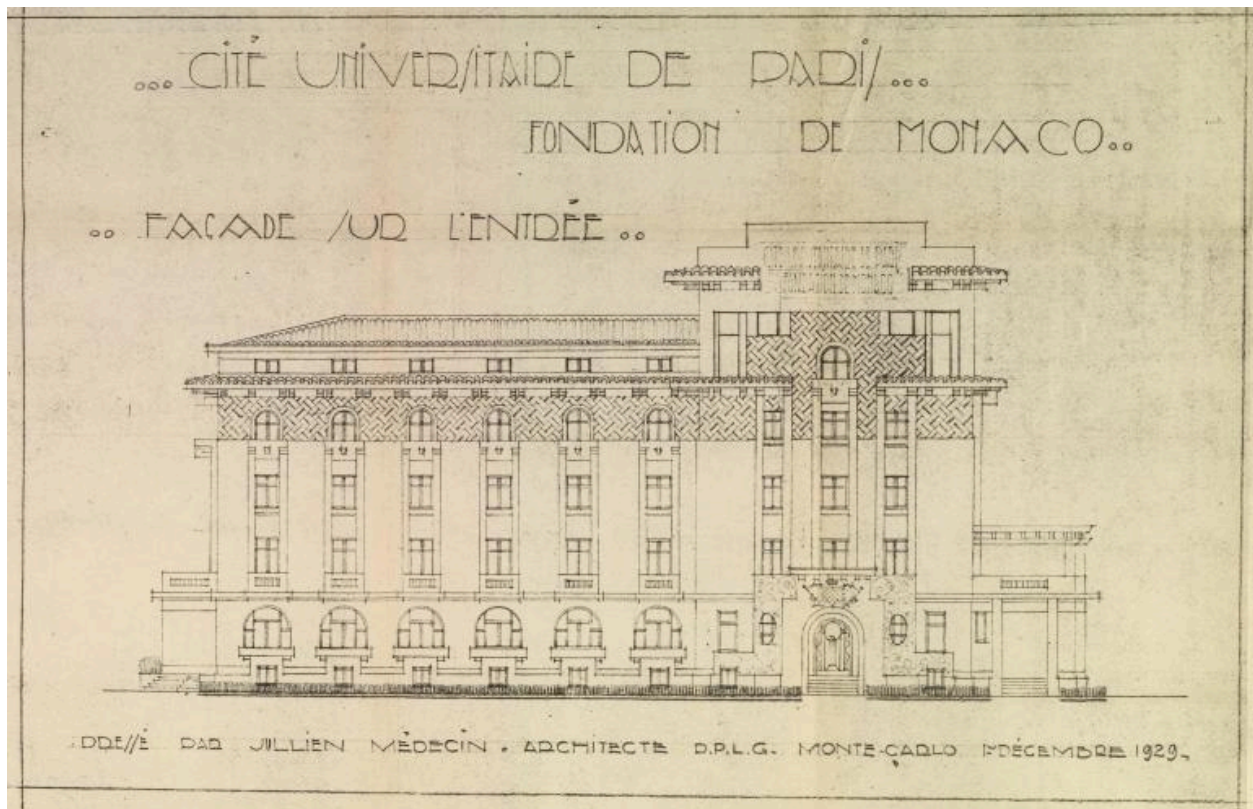 ... CITÉ UNIVERSITAIRE DE PARIS ...
FONDATION DE MONACO ..
.. FAÇADE SUR L'ENTRÉE ..
DRESSÉ PAR JULLIEN MÉDECIN . ARCHITECTE D.P.L.G. MONTE-CARLO 1ER DÉCEMBRE 1929.